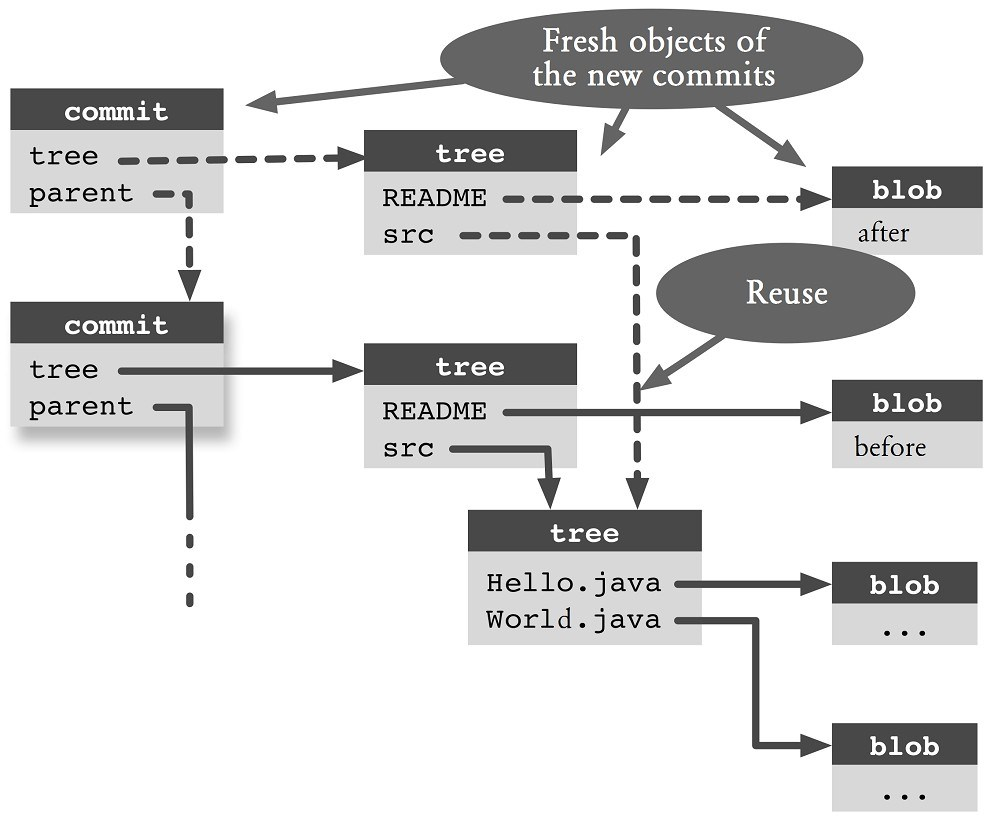 Fresh objects of
the new commits
commit
tree
parent
tree
README
src
blob
after
Reuse
commit
tree
parent
tree
README
src
blob
before
tree
Hello.java
World.java
blob
...
blob
...